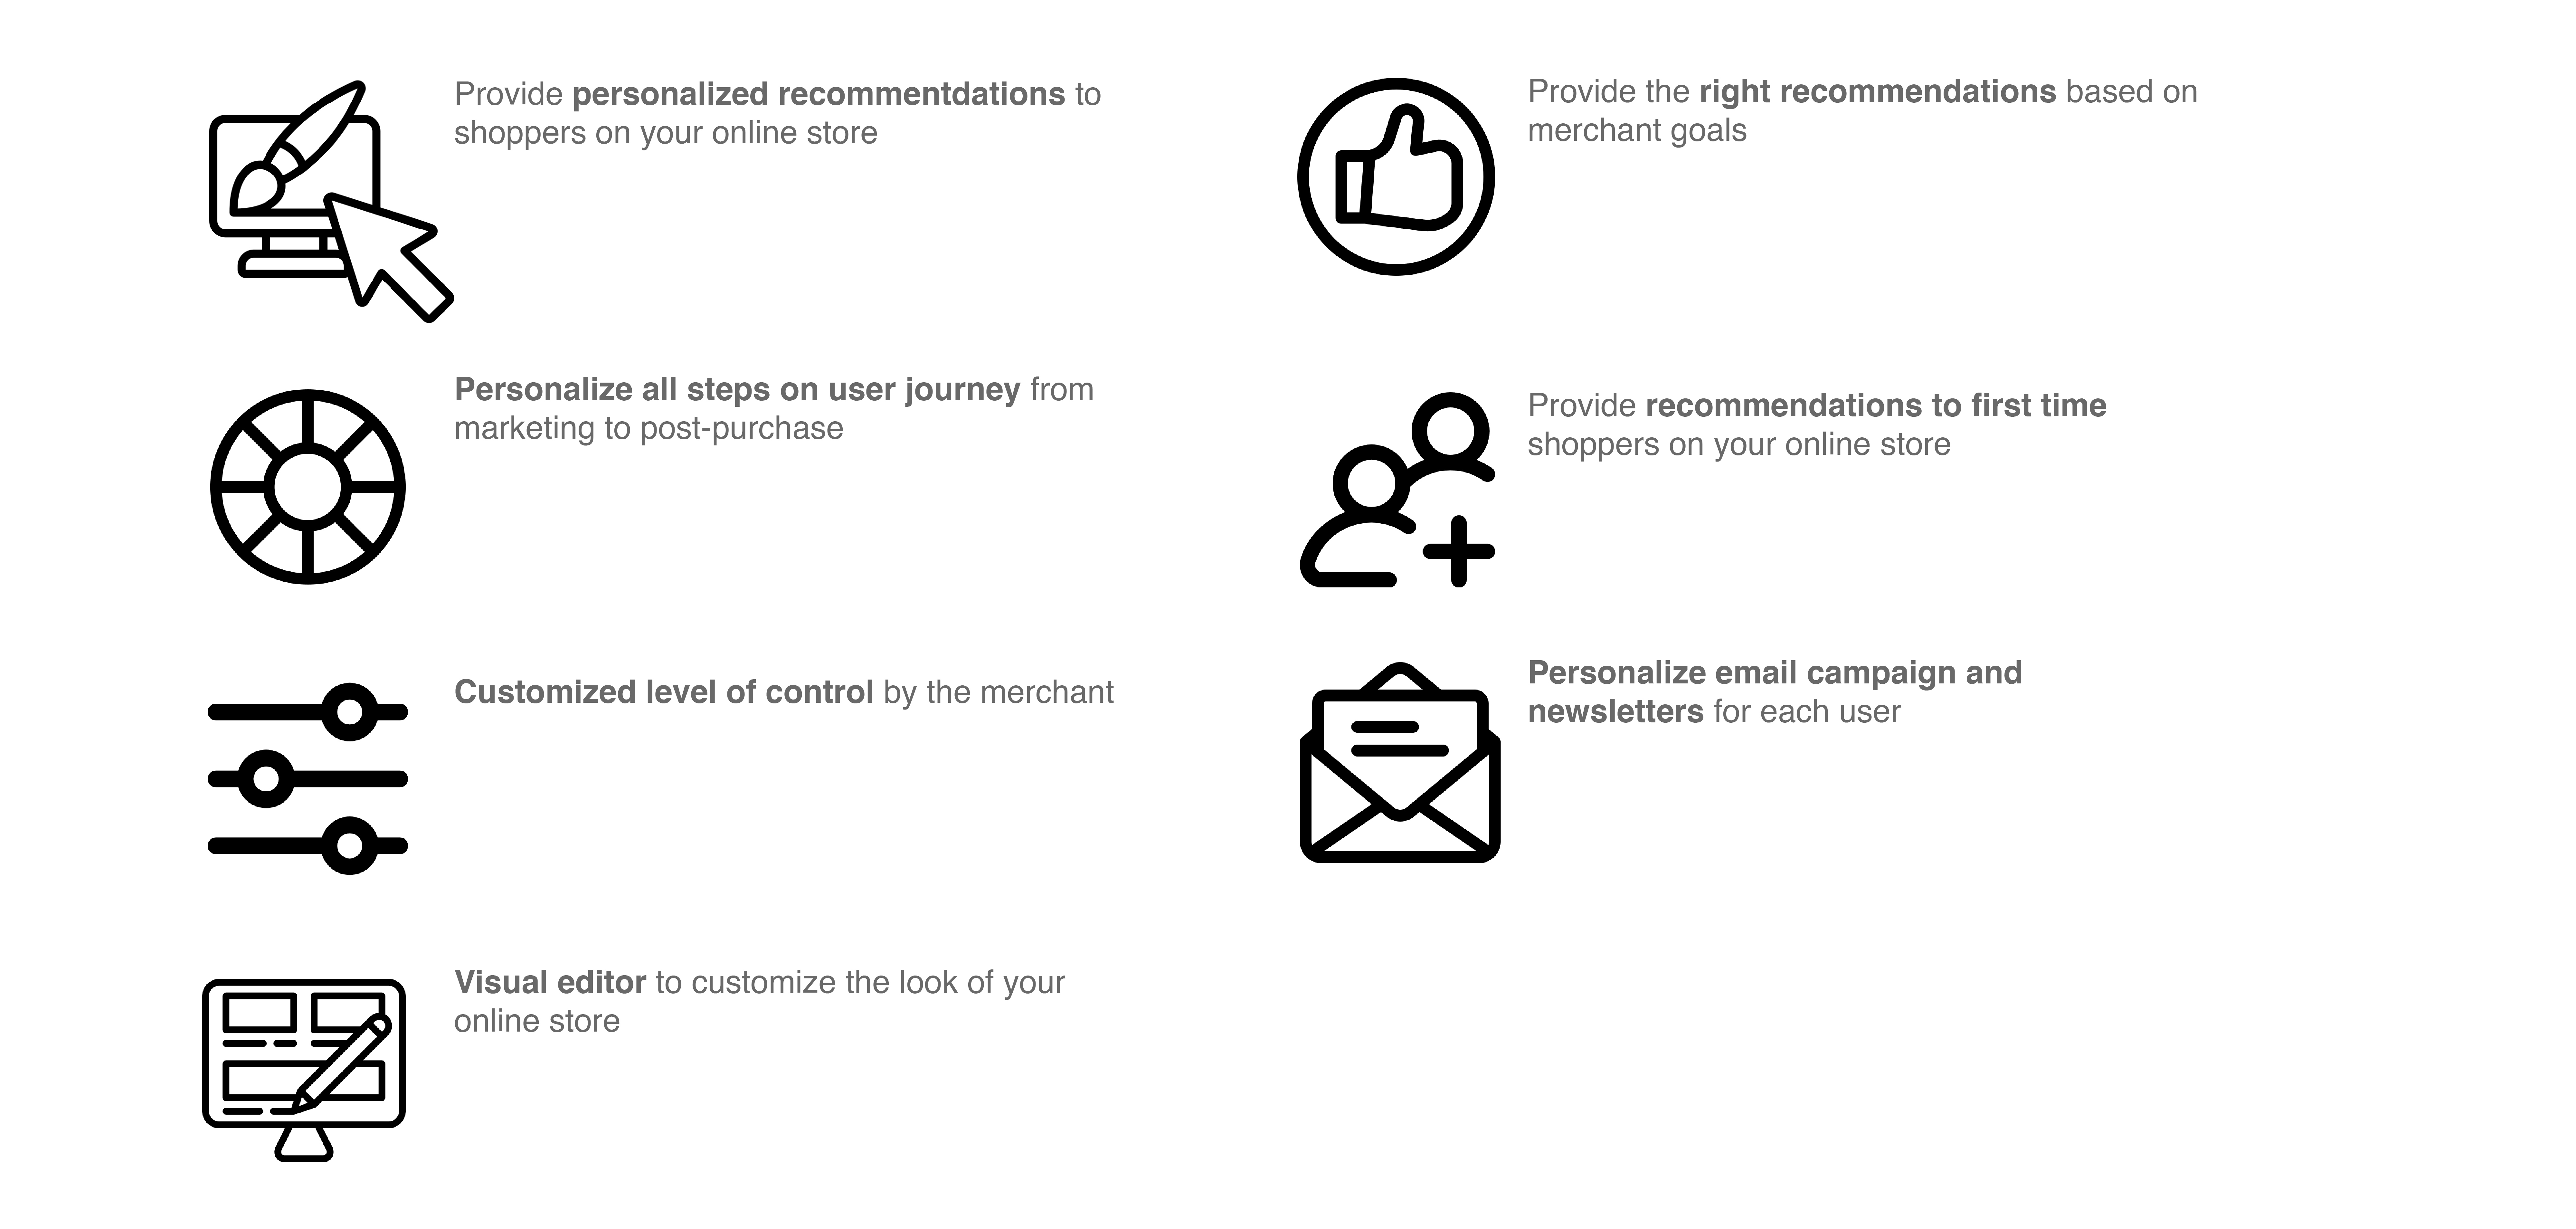 Provide personalized recommentdations to
shoppers on your online store
Personalize all steps on user journey from
marketing to post-purchase
Customized level of control by the merchant
Visual editor to customize the look of your
online store
Provide the right recommendations based on
merchant goals
Provide recommendations to first time
shoppers on your online store
Personalize email campaign and
newsletters for each user